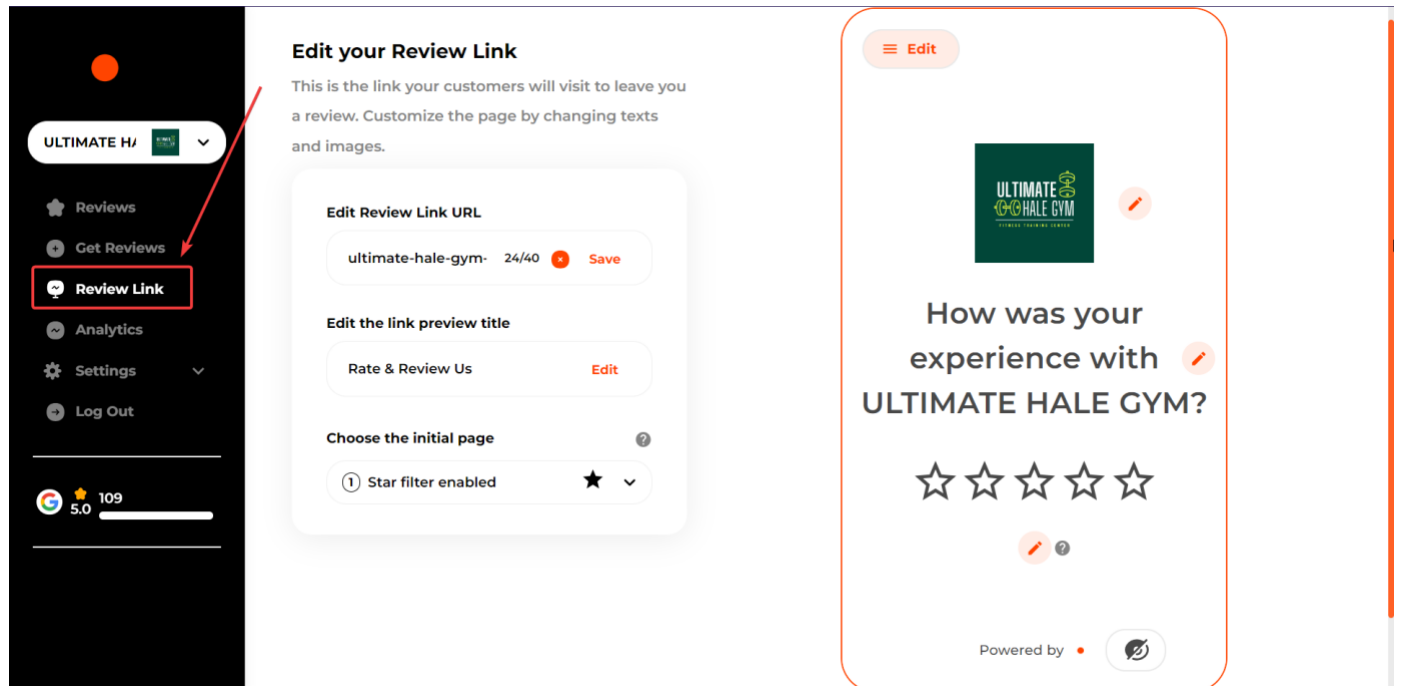 ULTIMATE HA
Reviews
Get Reviews
Review Link
Analytics
Settings
Log Out
109
5.0
Edit your Review Link
This is the link your customers will visit to leave you
a review. Customize the page by changing texts
and images.
Edit Review Link URL
ultimate-hale-gym- 24/40 Save
Edit the link preview title
Rate & Review Us Edit
Choose the initial page
1 Star filter enabled
Edit
ULTIMATE
HALE GYM
FITNESS TRAINING CENTER
How was your
experience with
ULTIMATE HALE GYM?
Powered by